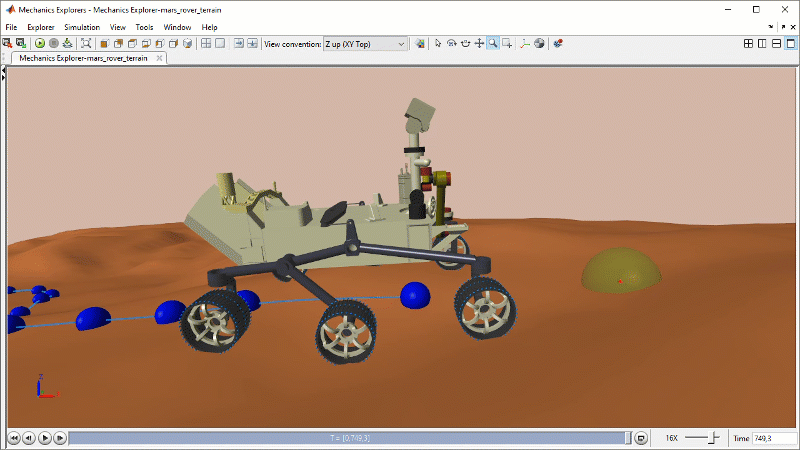 Mechanics Explorers - Mechanics Explorer-mars_rover_terrain
File Explorer Simulation View Tools Window Help
View convention: Z up (XY Top)
Mechanics Explorer-mars_rover_terrain
Z
T = [0,749,3]
16X
Time 749,3